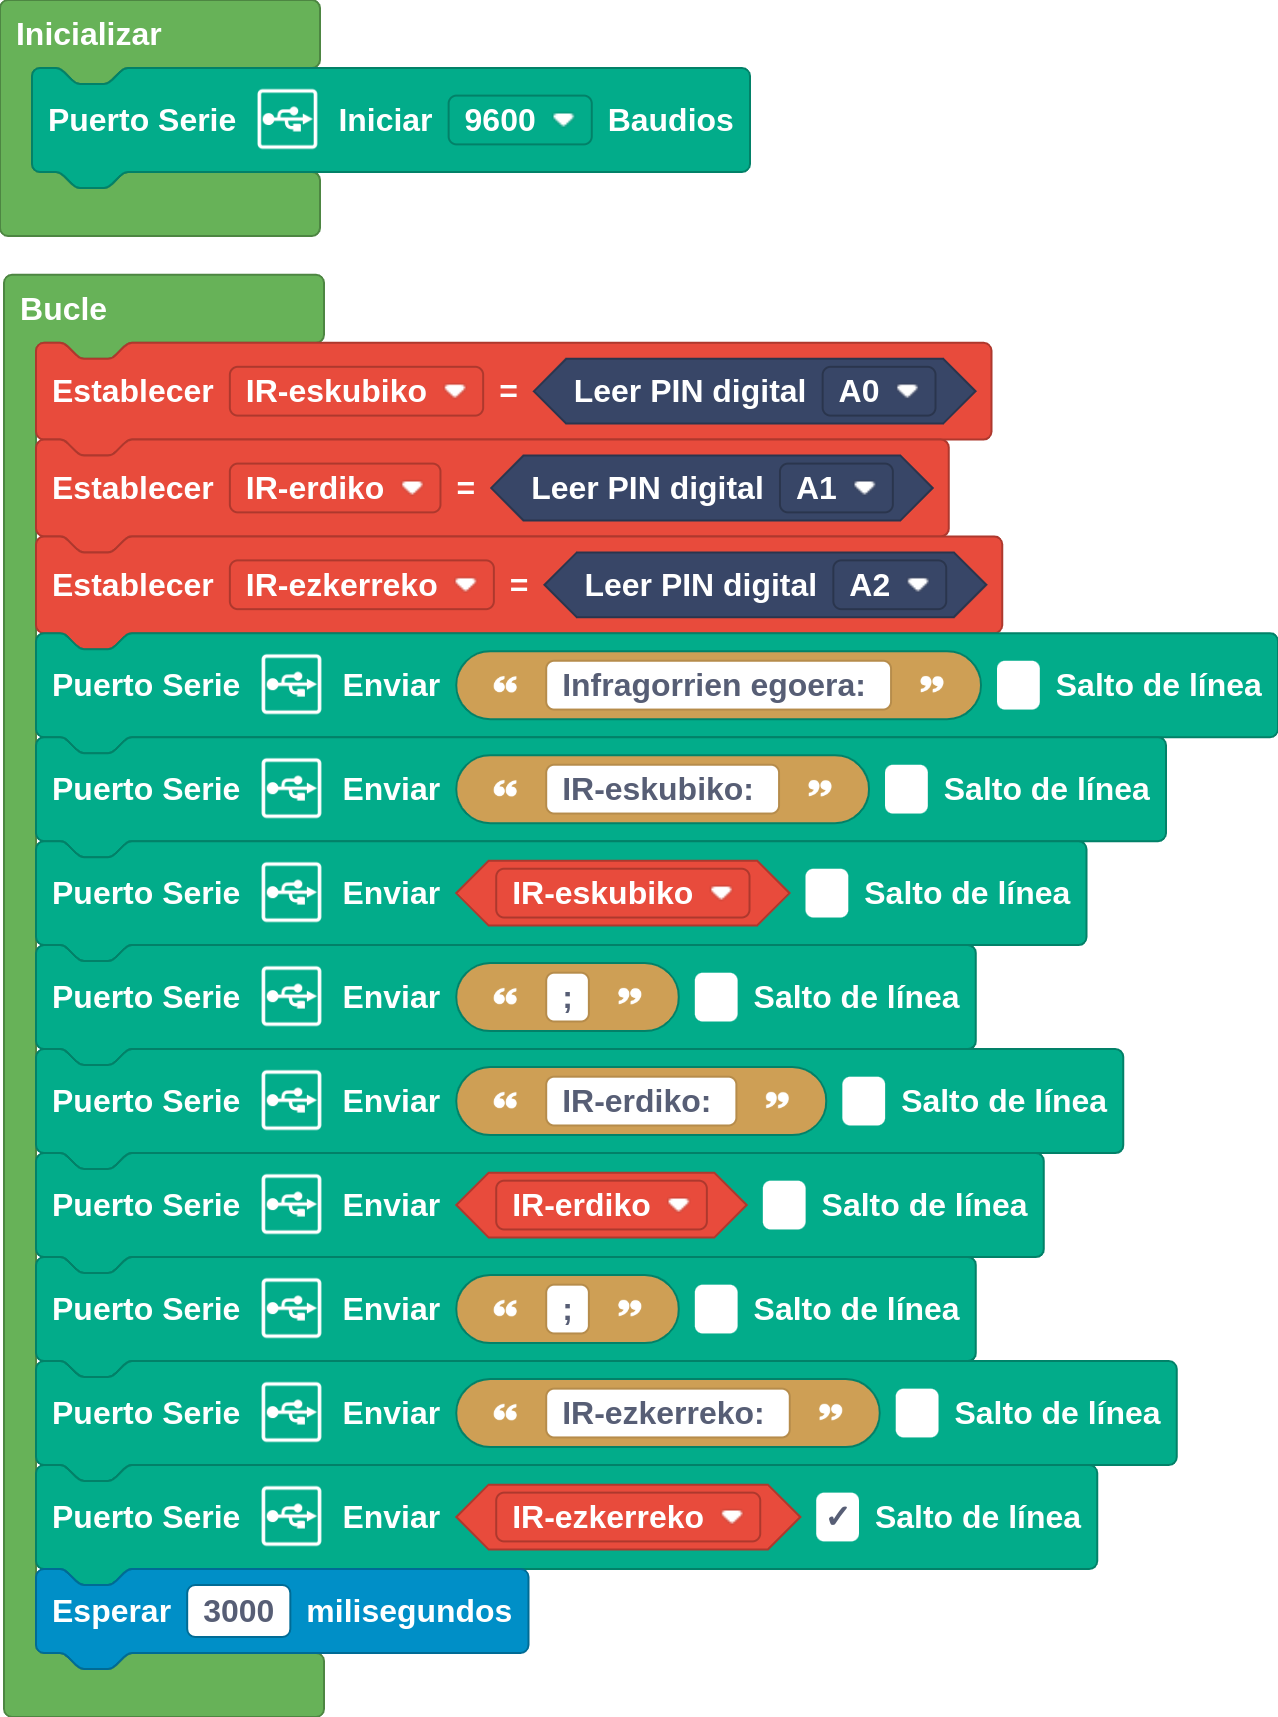 Inicializar
Puerto Serie Iniciar 9600 Baudios
Bucle
Establecer IR-eskubiko = Leer PIN digital A0
Establecer IR-erdiko = Leer PIN digital A1
Establecer IR-ezkerreko = Leer PIN digital A2
Puerto Serie Enviar “ Infragorrien egoera: ” Salto de línea
Puerto Serie Enviar “ IR-eskubiko: ” Salto de línea
Puerto Serie Enviar IR-eskubiko Salto de línea
Puerto Serie Enviar “ ; ” Salto de línea
Puerto Serie Enviar “ IR-erdiko: ” Salto de línea
Puerto Serie Enviar IR-erdiko Salto de línea
Puerto Serie Enviar “ ; ” Salto de línea
Puerto Serie Enviar “ IR-ezkerreko: ” Salto de línea
Puerto Serie Enviar IR-ezkerreko ✓ Salto de línea
Esperar 3000 milisegundos